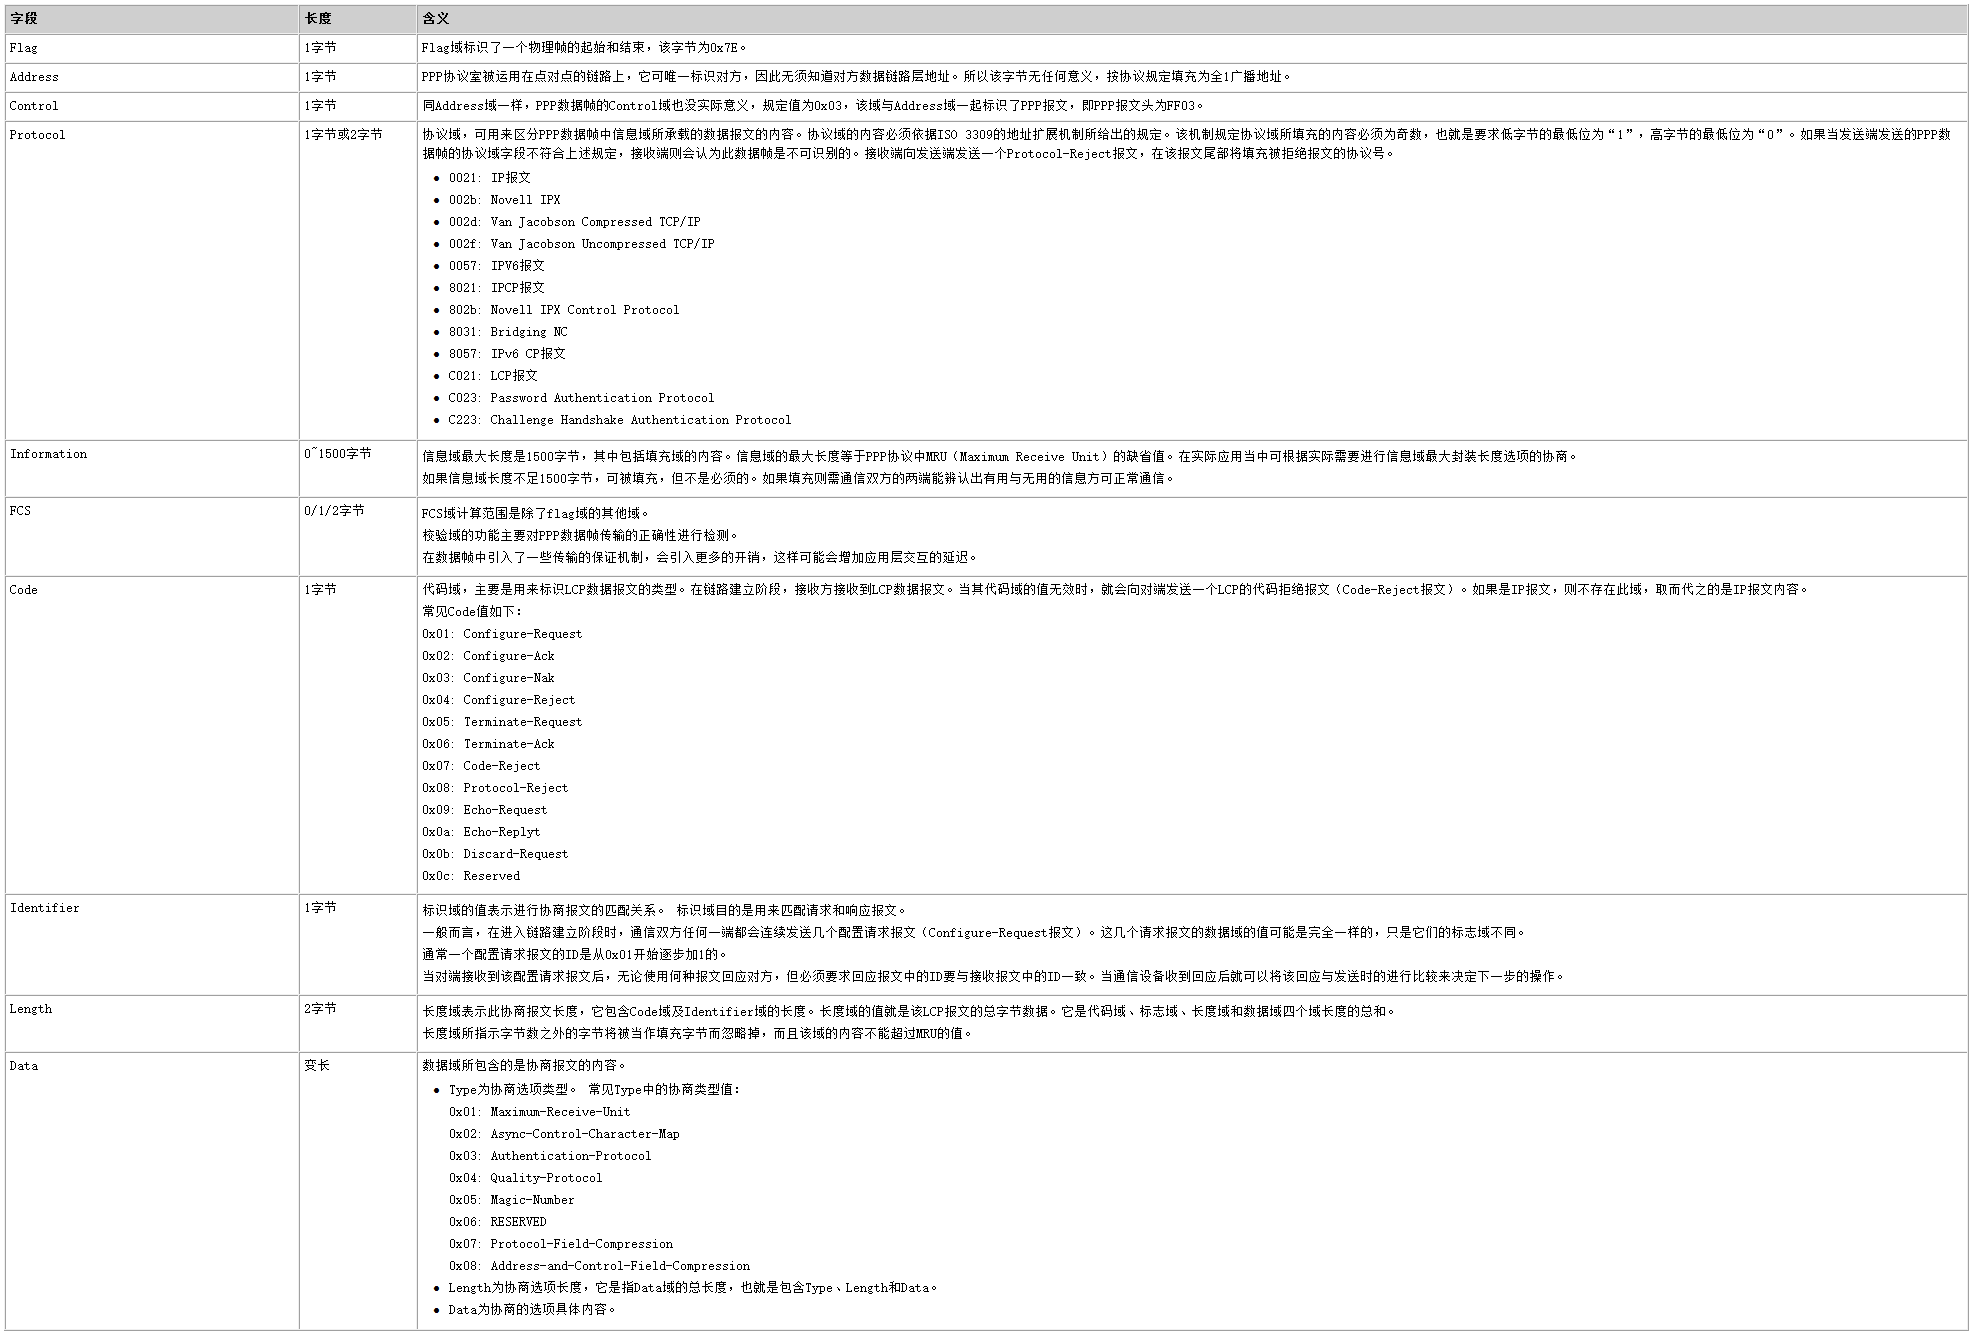 字段 长度 含义
Flag 1字节 Flag域标识了一个物理帧的起始和结束，该字节为0x7E。
Address 1字节 PPP协议室被运用在点对点的链路上，它可唯一标识对方，因此无须知道对方数据链路层地址。所以该字节无任何意义，按协议规定填充为全1广播地址。
Control 1字节 同Address域一样，PPP数据帧的Control域也没实际意义，规定值为0x03，该域与Address域一起标识了PPP报文，即PPP报文头为FF03。
Protocol 1字节或2字节 协议域，可用来区分PPP数据帧中信息域所承载的数据报文的内容。协议域的内容必须依据ISO 3309的地址扩展机制所给出的规定。该机制规定协议域所填充的内容必须为奇数，也就是要求低字节的最低位为“1”，高字节的最低位为“0”。如果当发送端发送的PPP数
据帧的协议域字段不符合上述规定，接收端则会认为此数据帧是不可识别的。接收端向发送端发送一个Protocol-Reject报文，在该报文尾部将填充被拒绝报文的协议号。
● 0021: IP报文
● 002b: Novell IPX
● 002d: Van Jacobson Compressed TCP/IP
● 002f: Van Jacobson Uncompressed TCP/IP
● 0057: IPV6报文
● 8021: IPCP报文
● 802b: Novell IPX Control Protocol
● 8031: Bridging NC
● 8057: IPv6 CP报文
● C021: LCP报文
● C023: Password Authentication Protocol
● C223: Challenge Handshake Authentication Protocol
Information 0~1500字节 信息域最大长度是1500字节，其中包括填充域的内容。信息域的最大长度等于PPP协议中MRU（Maximum Receive Unit）的缺省值。在实际应用当中可根据实际需要进行信息域最大封装长度选项的协商。
如果信息域长度不足1500字节，可被填充，但不是必须的。如果填充则需通信双方的两端能辨认出有用与无用的信息方可正常通信。
FCS 0/1/2字节 FCS域计算范围是除了flag域的其他域。
校验域的功能主要对PPP数据帧传输的正确性进行检测。
在数据帧中引入了一些传输的保证机制，会引入更多的开销，这样可能会增加应用层交互的延迟。
Code 1字节 代码域，主要是用来标识LCP数据报文的类型。在链路建立阶段，接收方接收到LCP数据报文。当其代码域的值无效时，就会向对端发送一个LCP的代码拒绝报文（Code-Reject报文）。如果是IP报文，则不存在此域，取而代之的是IP报文内容。
常见Code值如下：
0x01: Configure-Request
0x02: Configure-Ack
0x03: Configure-Nak
0x04: Configure-Reject
0x05: Terminate-Request
0x06: Terminate-Ack
0x07: Code-Reject
0x08: Protocol-Reject
0x09: Echo-Request
0x0a: Echo-Replyt
0x0b: Discard-Request
0x0c: Reserved
Identifier 1字节 标识域的值表示进行协商报文的匹配关系。 标识域目的是用来匹配请求和响应报文。
一般而言，在进入链路建立阶段时，通信双方任何一端都会连续发送几个配置请求报文（Configure-Request报文）。这几个请求报文的数据域的值可能是完全一样的，只是它们的标志域不同。
通常一个配置请求报文的ID是从0x01开始逐步加1的。
当对端接收到该配置请求报文后，无论使用何种报文回应对方，但必须要求回应报文中的ID要与接收报文中的ID一致。当通信设备收到回应后就可以将该回应与发送时的进行比较来决定下一步的操作。
Length 2字节 长度域表示此协商报文长度，它包含Code域及Identifier域的长度。长度域的值就是该LCP报文的总字节数据。它是代码域、标志域、长度域和数据域四个域长度的总和。
长度域所指示字节数之外的字节将被当作填充字节而忽略掉，而且该域的内容不能超过MRU的值。
Data 变长 数据域所包含的是协商报文的内容。
● Type为协商选项类型。 常见Type中的协商类型值：
0x01: Maximum-Receive-Unit
0x02: Async-Control-Character-Map
0x03: Authentication-Protocol
0x04: Quality-Protocol
0x05: Magic-Number
0x06: RESERVED
0x07: Protocol-Field-Compression
0x08: Address-and-Control-Field-Compression
● Length为协商选项长度，它是指Data域的总长度，也就是包含Type、Length和Data。
● Data为协商的选项具体内容。